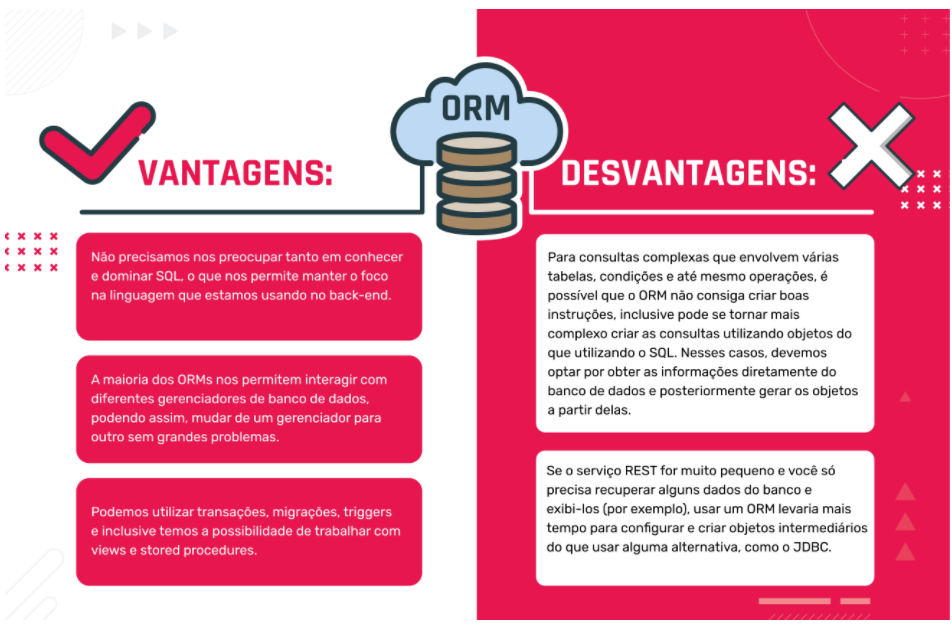 ORM
VANTAGENS:
Não precisamos nos preocupar tanto em conhecer
e dominar SQL, o que nos permite manter o foco
na linguagem que estamos usando no back-end.
A maioria dos ORMs nos permitem interagir com
diferentes gerenciadores de banco de dados,
podendo assim, mudar de um gerenciador para
outro sem grandes problemas.
Podemos utilizar transações, migrações, triggers
e inclusive temos a possibilidade de trabalhar com
views e stored procedures.
DESVANTAGENS:
Para consultas complexas que envolvem várias
tabelas, condições e até mesmo operações, é
possível que o ORM não consiga criar boas
instruções, inclusive pode se tornar mais
complexo criar as consultas utilizando objetos do
que utilizando o SQL. Nesses casos, devemos
optar por obter as informações diretamente do
banco de dados e posteriormente gerar os objetos
a partir delas.
Se o serviço REST for muito pequeno e você só
precisa recuperar alguns dados do banco e
exibi-los (por exemplo), usar um ORM levaria mais
tempo para configurar e criar objetos intermediários
do que usar alguma alternativa, como o JDBC.